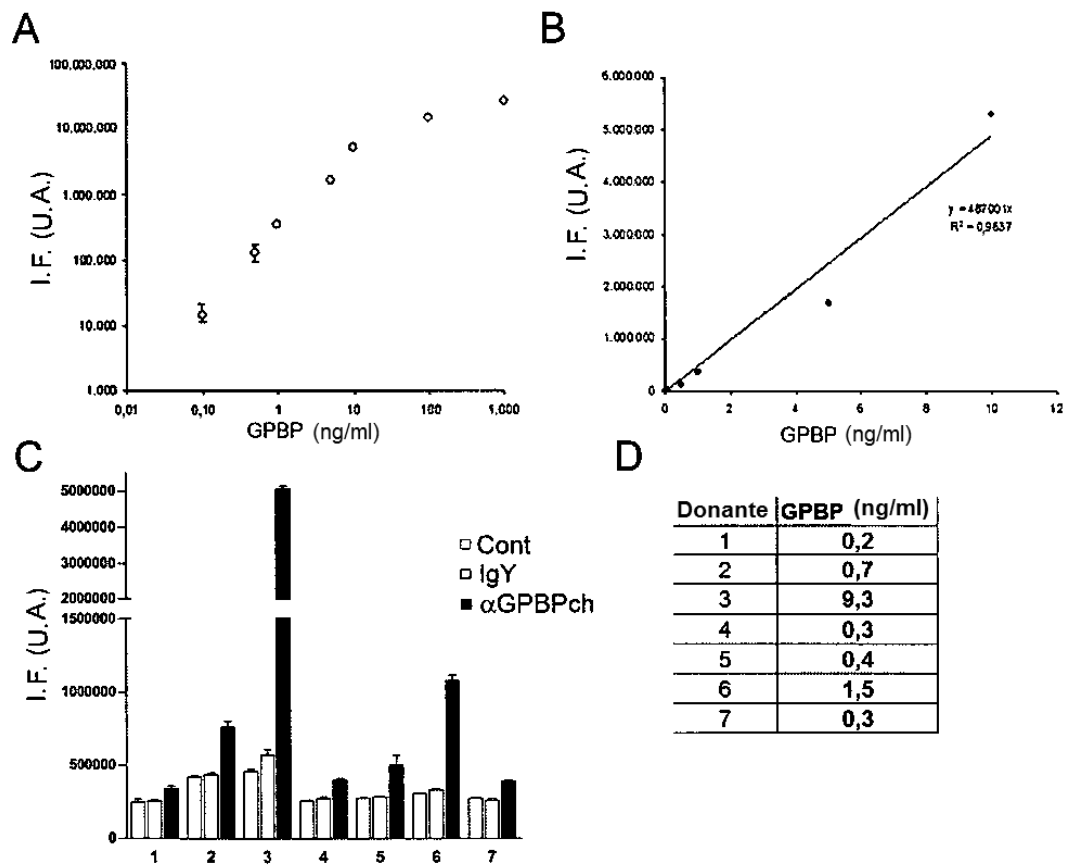 A
100,000.000
10,000.000
1.000.000
100.000
10.000
1.000
I.F. (U.A.)
0,01 0,10 1 10 100 1,000
GPBP (ng/ml)
B
6.000.000
5.000.000
4.000.000
3.000.000
2.000.000
1.000.000
0
I.F. (U.A.)
y =
R² =
0 2 4 6 8 10 12
GPBP (ng/ml)
C
5000000
4000000
3000000
2000000
1500000
1000000
500000
0
I.F. (U.A.)
Cont
IgY
αGPBPch
1 2 3 4 5 6 7
D
Donante GPBP (ng/ml)
1 0,2
2 0,7
3 9,3
4 0,3
5 0,4
6 1,5
7 0,3